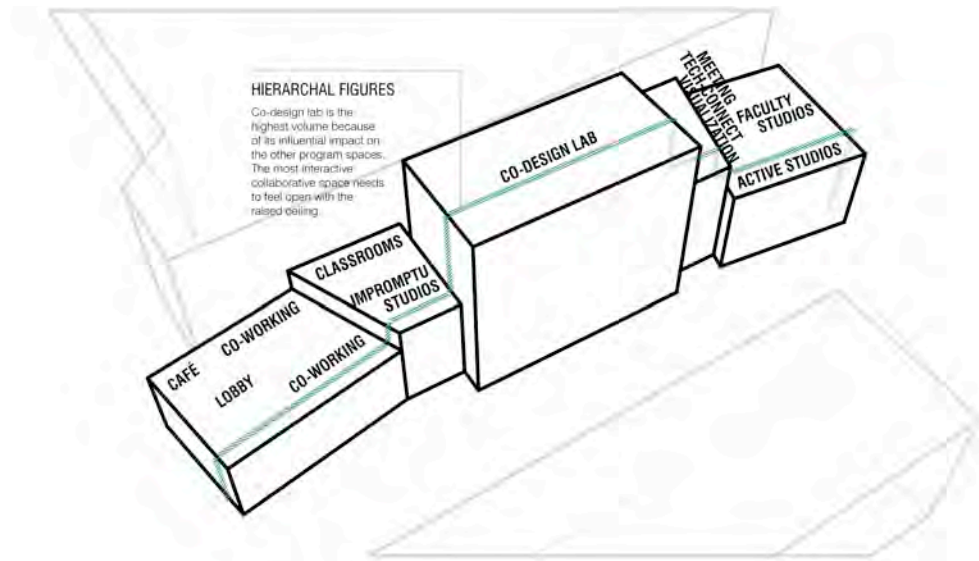 HIERARCHAL FIGURES
Co-design lab is the
highest volume because
of its influential impact on
the other program spaces.
The most interactive
collaborative space needs
to feel open with the
raised ceiling.
MEETING
TECH-CONNECT
VISUALIZATION
FACULTY
STUDIOS
ACTIVE STUDIOS
CO-DESIGN LAB
CLASSROOMS
IMPROMPTU
STUDIOS
CO-WORKING
CAFÉ
LOBBY
CO-WORKING